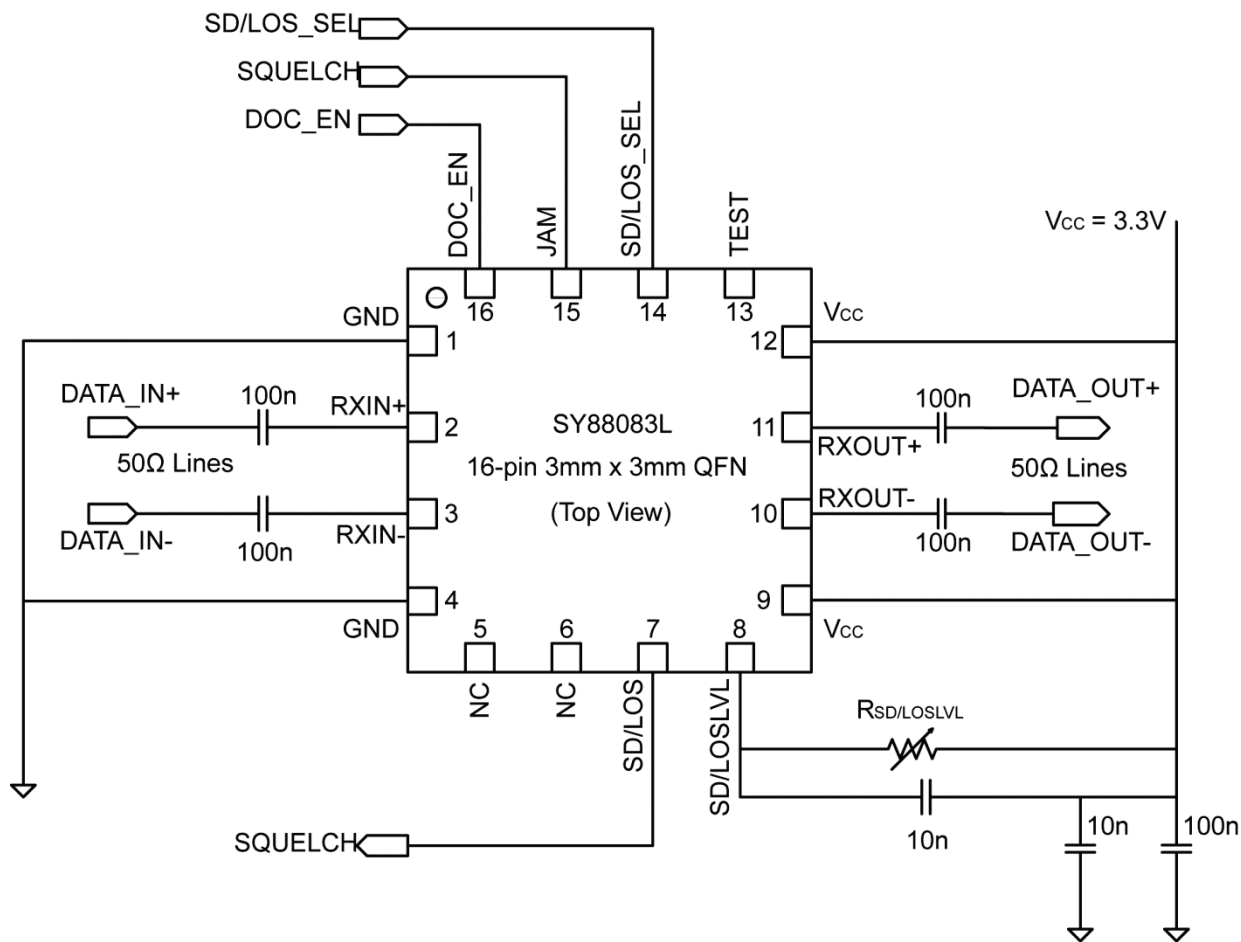 SD/LOS_SEL
SQUELCH
DOC_EN
DOC_EN
JAM
SD/LOS_SEL
TEST
VCC = 3.3V
16
15
14
13
GND
1
12
VCC
DATA_IN+
100n
RXIN+
2
SY88083L
11
RXOUT+
100n
DATA_OUT+
50Ω Lines
16-pin 3mm x 3mm QFN
50Ω Lines
DATA_IN-
100n
RXIN-
3
(Top View)
10
RXOUT-
100n
DATA_OUT-
4
GND
9
VCC
5
6
7
8
NC
NC
SD/LOS
SD/LOSLVL
RSD/LOSLVL
10n
10n
100n
SQUELCH